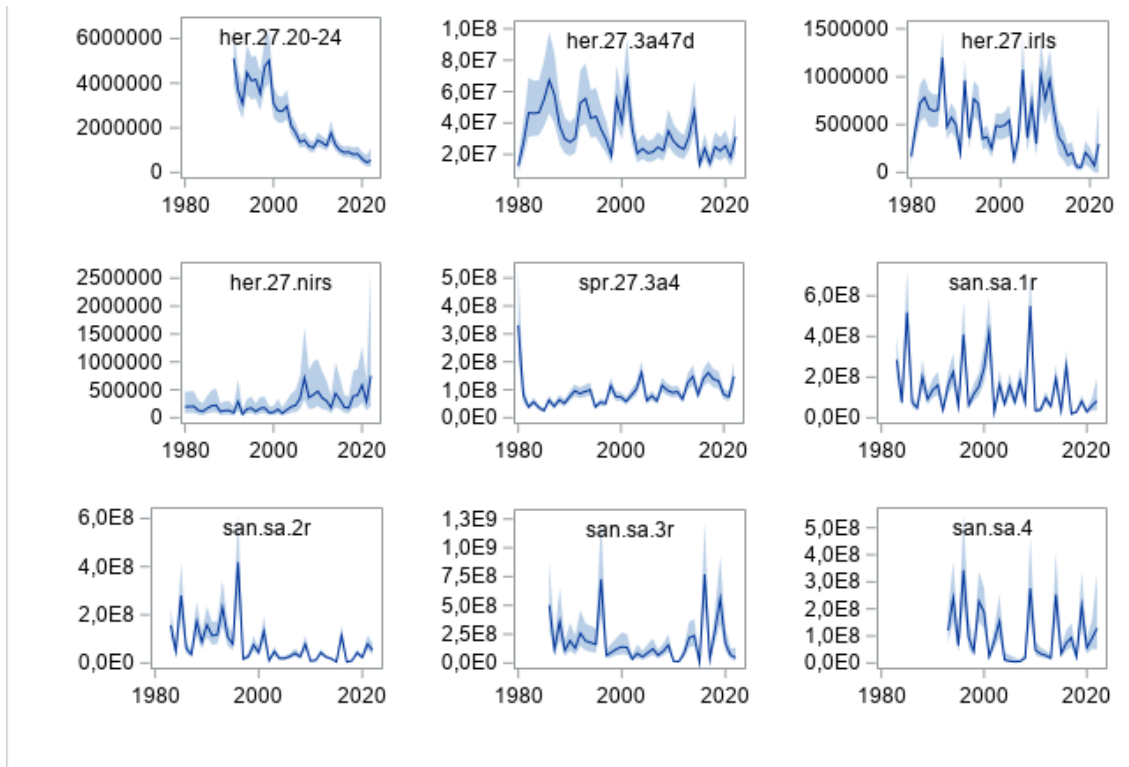 her.27.20-24
6000000
4000000
2000000
0
1980 2000 2020
her.27.3a47d
1,0E8
8,0E7
6,0E7
4,0E7
2,0E7
1980 2000 2020
her.27.irls
1500000
1000000
500000
0
1980 2000 2020
her.27.nirs
2500000
2000000
1500000
1000000
500000
0
1980 2000 2020
spr.27.3a4
5,0E8
4,0E8
3,0E8
2,0E8
1,0E8
0,0E0
1980 2000 2020
san.sa.1r
6,0E8
4,0E8
2,0E8
0,0E0
1980 2000 2020
san.sa.2r
6,0E8
4,0E8
2,0E8
0,0E0
1980 2000 2020
san.sa.3r
1,3E9
1,0E9
7,5E8
5,0E8
2,5E8
0,0E0
1980 2000 2020
san.sa.4
5,0E8
4,0E8
3,0E8
2,0E8
1,0E8
0,0E0
1980 2000 2020